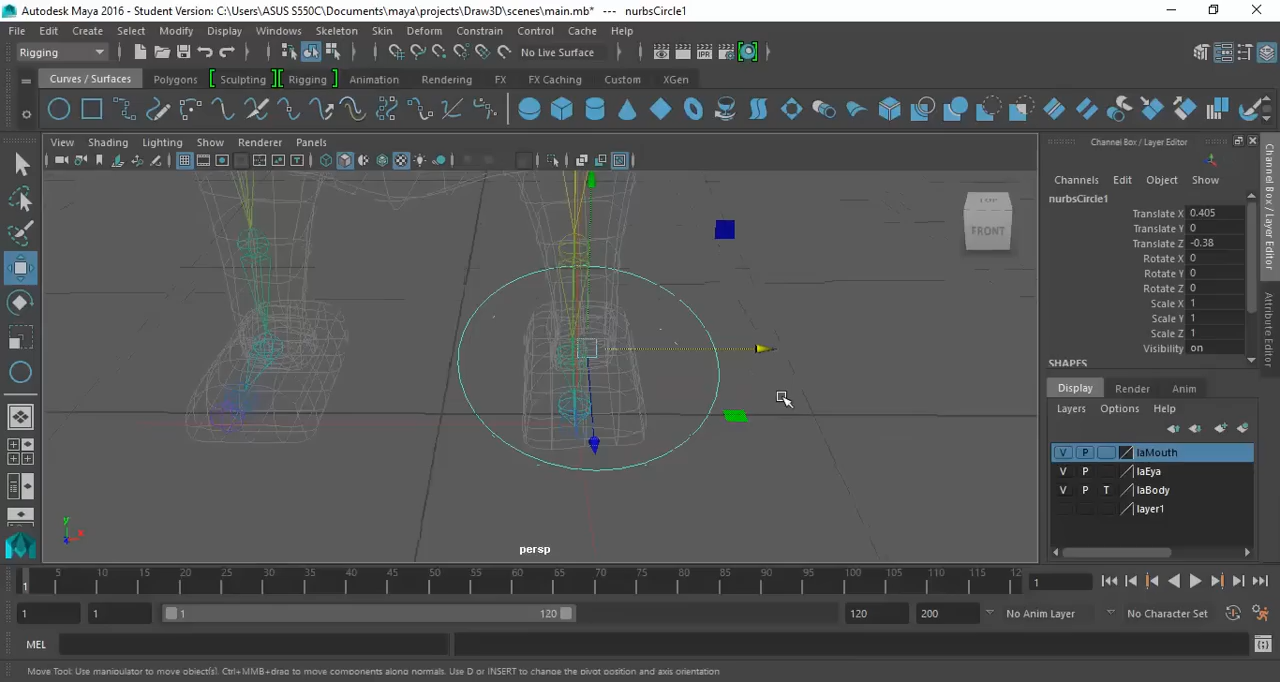 Autodesk Maya 2016 - Student Version: C:\Users\ASUS S550C\Documents\maya\projects\Draw3D\scenes\main.mb* --- nurbsCircle1
File Edit Create Select Modify Display Windows Skeleton Skin Deform Constrain Control Cache Help
Rigging No Live Surface
Curves / Surfaces Polygons Sculpting Rigging Animation Rendering FX FX Caching Custom XGen
View Shading Lighting Show Renderer Panels
Channel Box / Layer Editor
Channels Edit Object Show
nurbsCircle1
Translate X 0.405
Translate Y 0
Translate Z -0.38
Rotate X 0
Rotate Y 0
Rotate Z 0
Scale X 1
Scale Y 1
Scale Z 1
Visibility on
SHAPES
Display Render Anim
Layers Options Help
V P laMouth
V P laEya
V P T laBody
layer1
Channel Box / Layer Editor
Attribute Editor
TOP
FRONT
y
x
persp
5 10 15 20 25 30 35 40 45 50 55 60 65 70 75 80 85 90 95 100 105 110 115 12
1 1
1 1 1 120 120 200 No Anim Layer No Character Set
MEL
Move Tool: Use manipulator to move object(s). Ctrl+MMB+drag to move components along normals. Use D or INSERT to change the pivot position and axis orientation